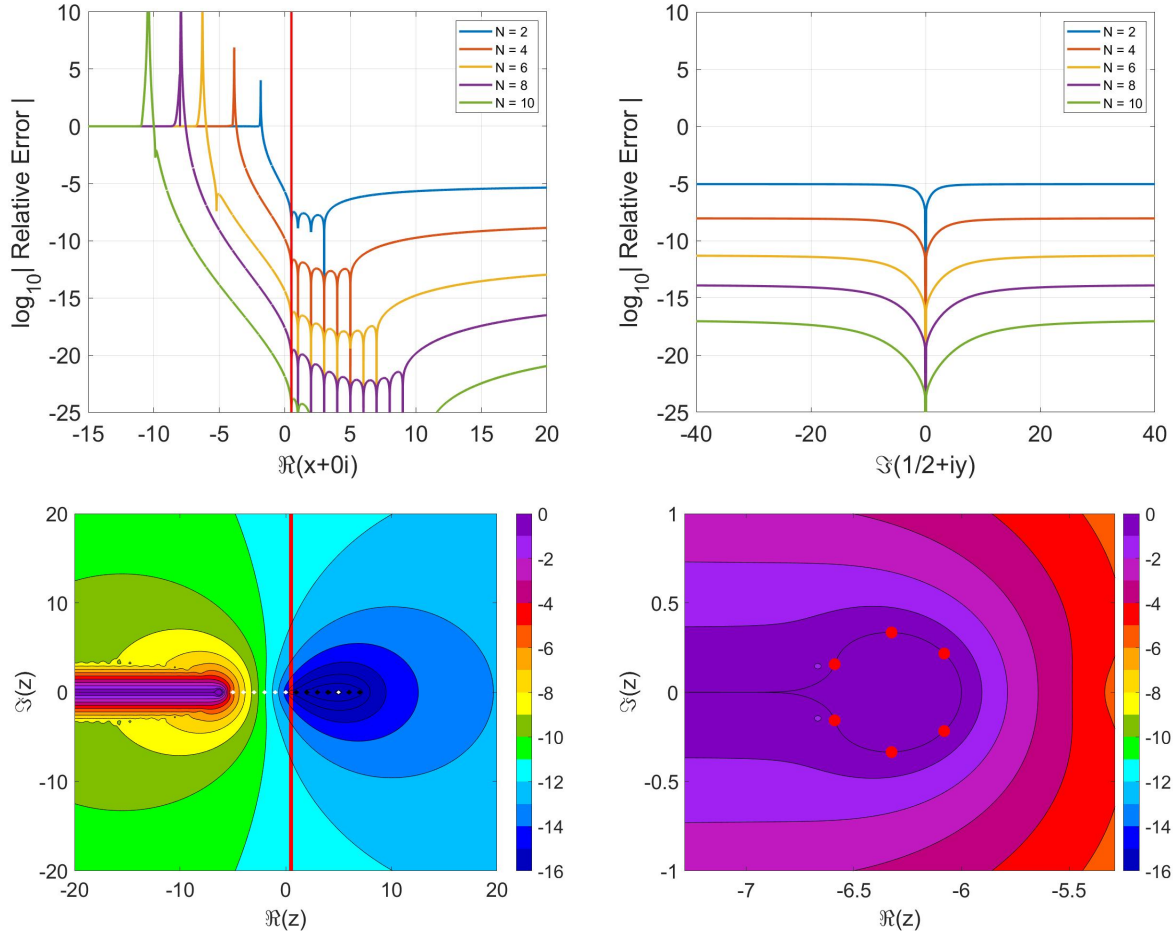 10
5
0
-5
-10
-15
-20
-25
log10| Relative Error |
-15 -10 -5 0 5 10 15 20
ℜ(x+0i)
N = 2
N = 4
N = 6
N = 8
N = 10
10
5
0
-5
-10
-15
-20
-25
log10| Relative Error |
-40 -20 0 20 40
ℑ(1/2+iy)
N = 2
N = 4
N = 6
N = 8
N = 10
20
10
0
-10
-20
ℑ(z)
-20 -10 0 10 20
ℜ(z)
0
-2
-4
-6
-8
-10
-12
-14
-16
1
0.5
0
-0.5
-1
ℑ(z)
-7 -6.5 -6 -5.5
ℜ(z)
0
-2
-4
-6
-8
-10
-12
-14
-16